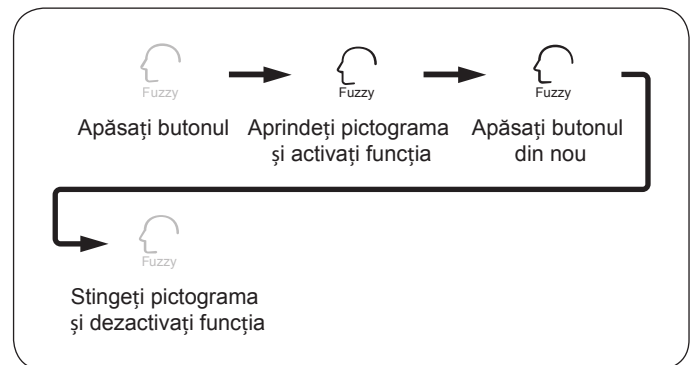 Fuzzy
Fuzzy
Fuzzy
Apăsați butonul
Aprindeți pictograma
și activați funcția
Apăsați butonul
din nou
Fuzzy
Stingeți pictograma
și dezactivați funcția